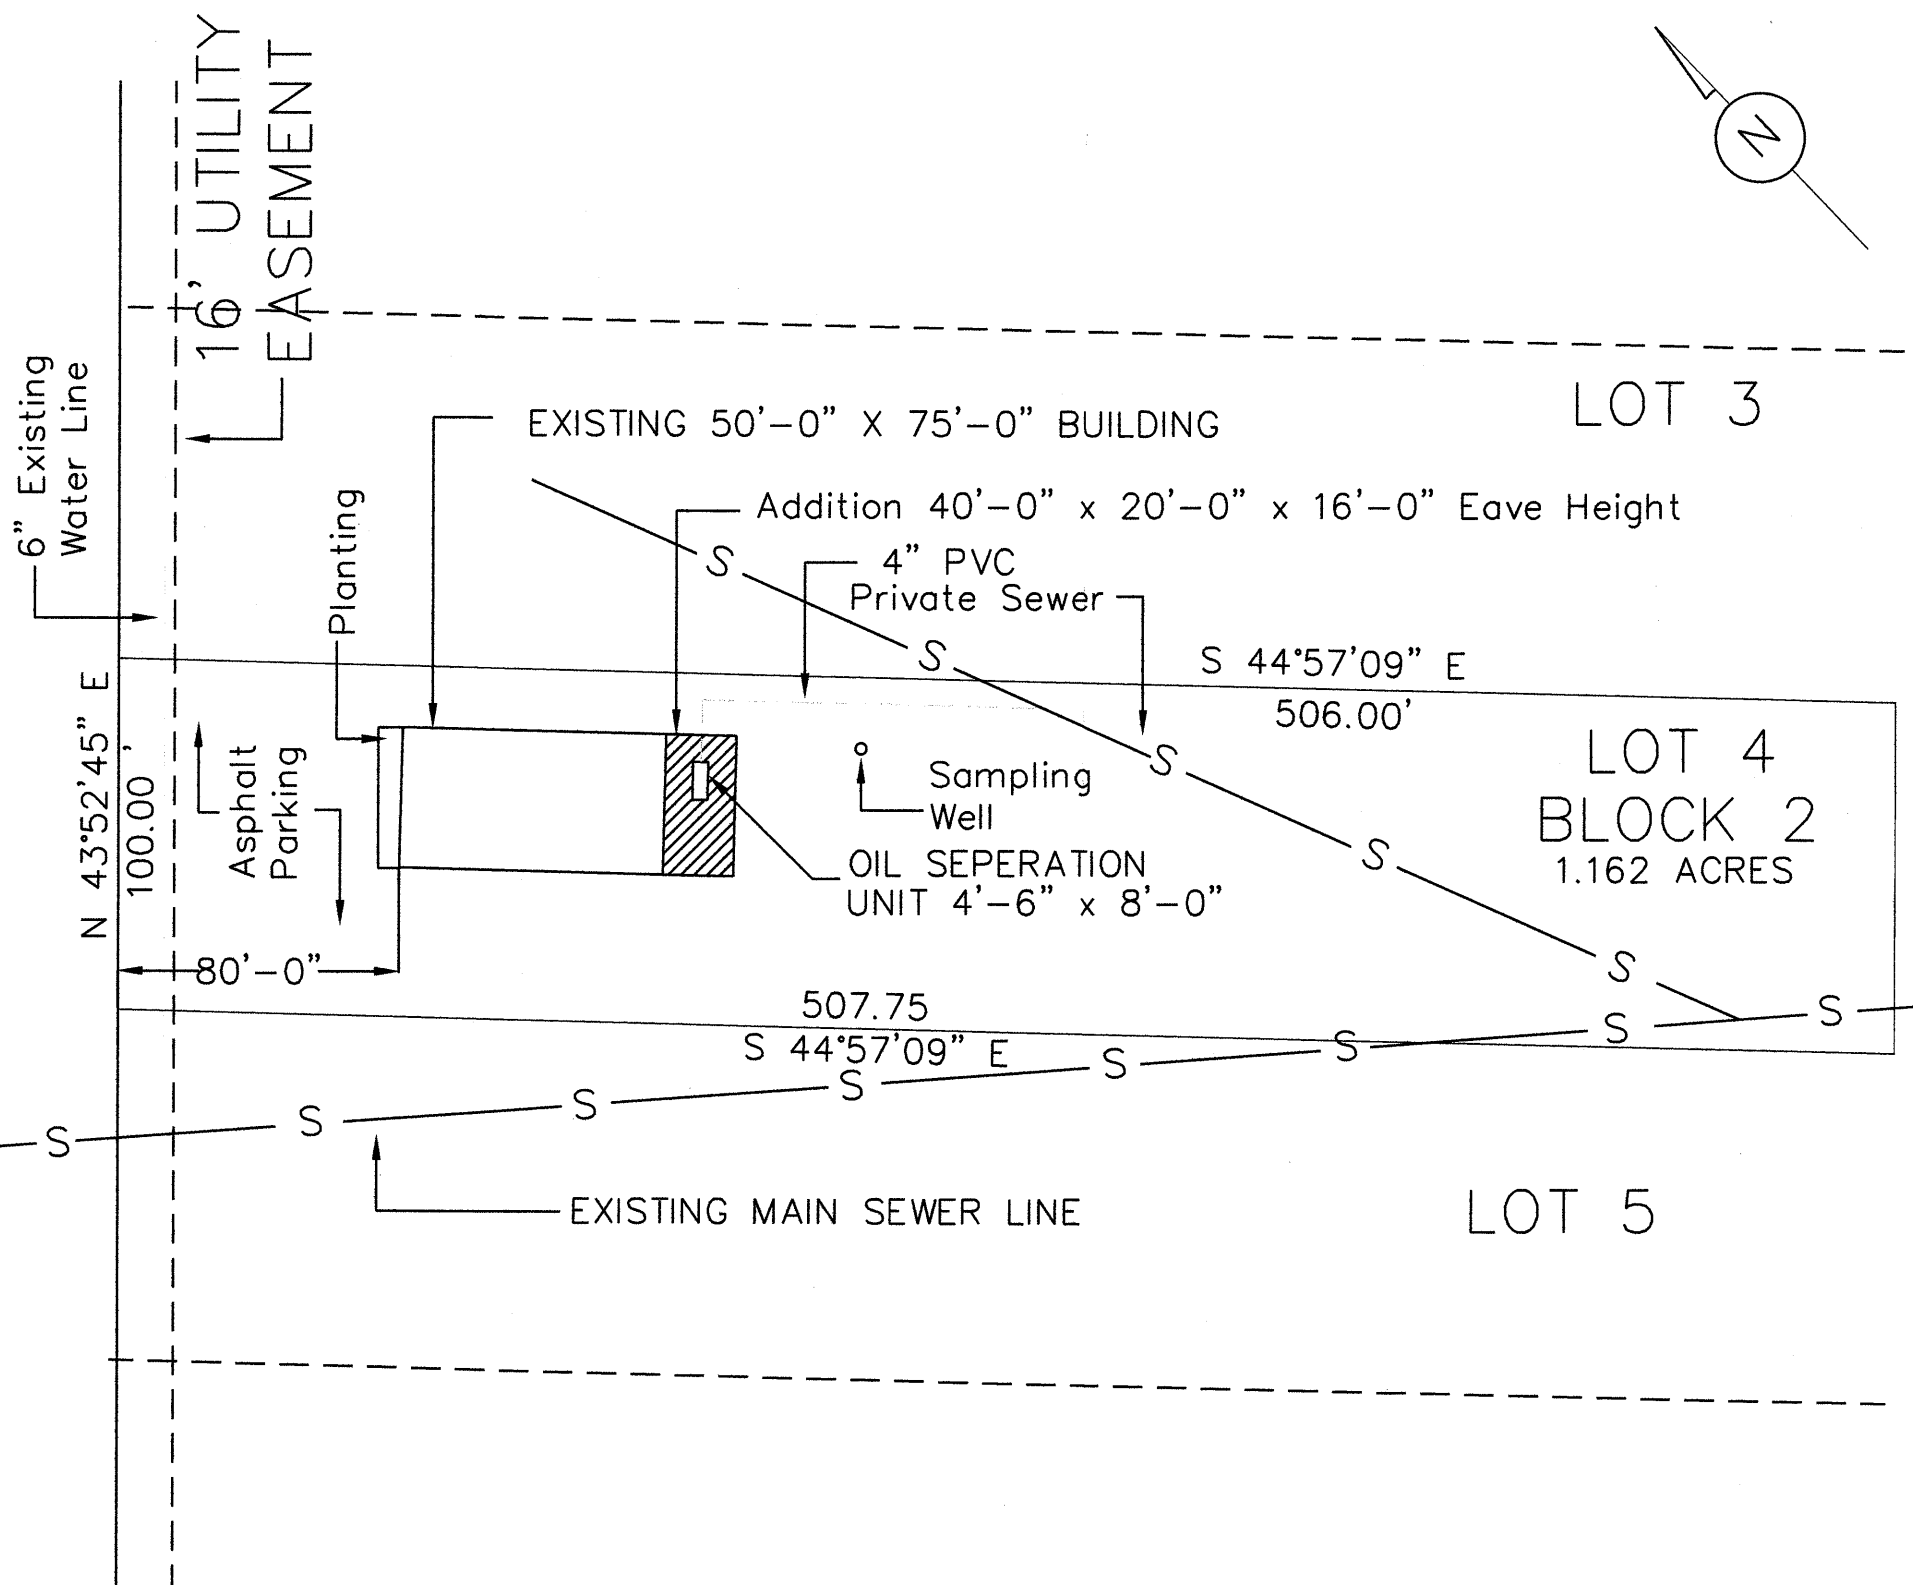 16' UTILITY
EASEMENT
N
6" Existing
Water Line
LOT 3
EXISTING 50'-0" X 75'-0" BUILDING
Addition 40'-0" x 20'-0" x 16'-0" Eave Height
Planting
S
4" PVC
Private Sewer
S
S 44°57'09" E
506.00'
N 43°52'45" E
100.00 '
Asphalt
Parking
S
Sampling
Well
LOT 4
BLOCK 2
1.162 ACRES
S
OIL SEPERATION
UNIT 4'-6" x 8'-0"
80'-0"
S
507.75
S 44°57'09" E
S
S
S
S
S
S
S
S
EXISTING MAIN SEWER LINE
LOT 5